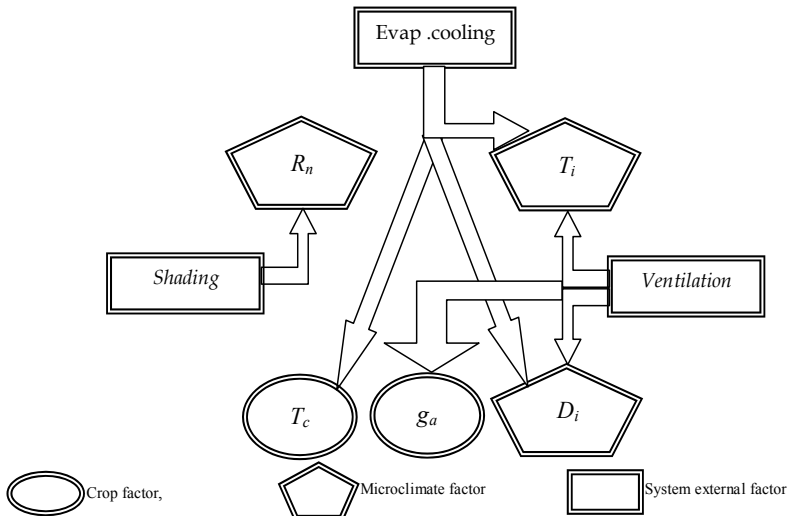 Evap .cooling
Rn
Ti
Shading
Ventilation
Tc
ga
Di
Crop factor,
Microclimate factor
System external factor